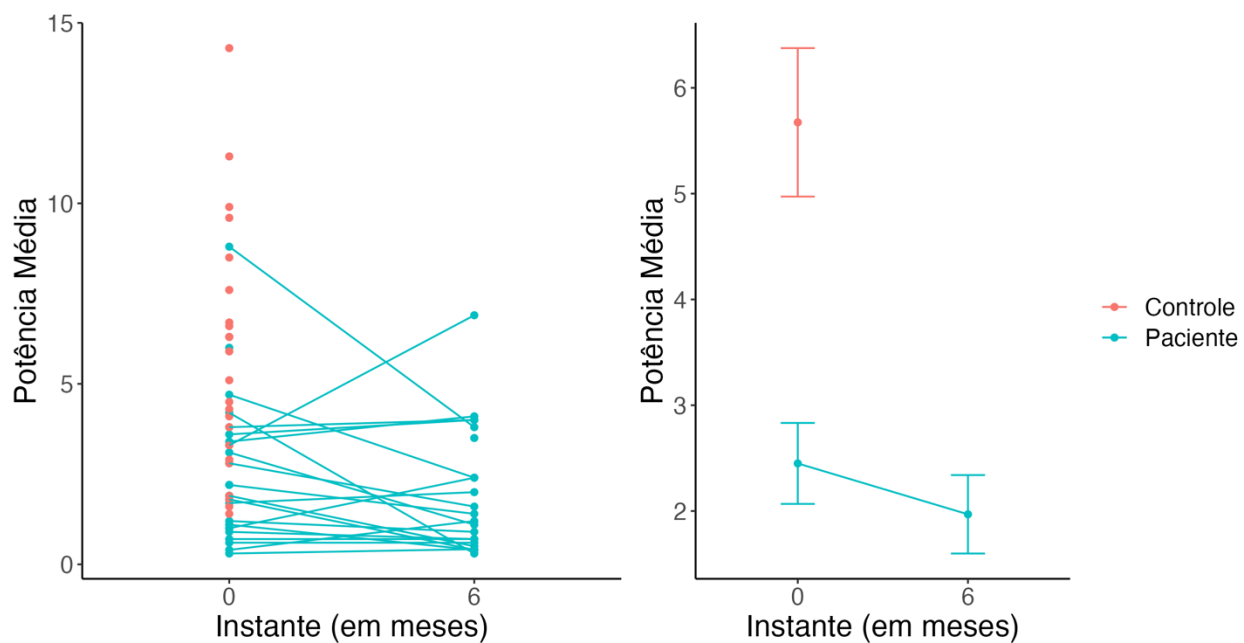 15
10
5
0
Potência Média
0 6
Instante (em meses)
6
5
4
3
2
Potência Média
0 6
Instante (em meses)
Controle
Paciente